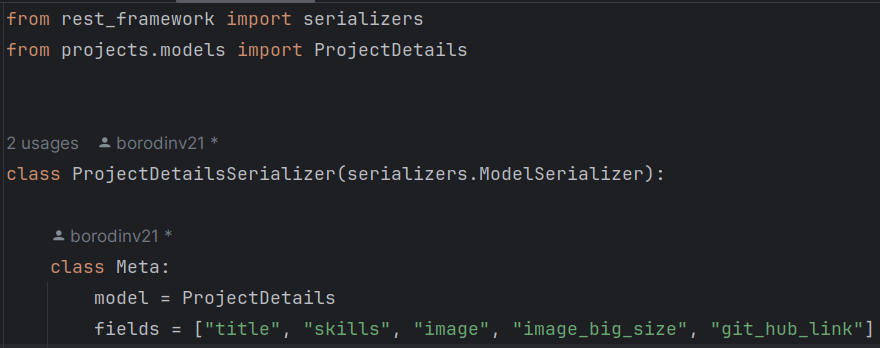 from rest_framework import serializers
from projects.models import ProjectDetails
2 usages borodinv21 *
class ProjectDetailsSerializer(serializers.ModelSerializer):
borodinv21 *
class Meta:
model = ProjectDetails
fields = ["title", "skills", "image", "image_big_size", "git_hub_link"]